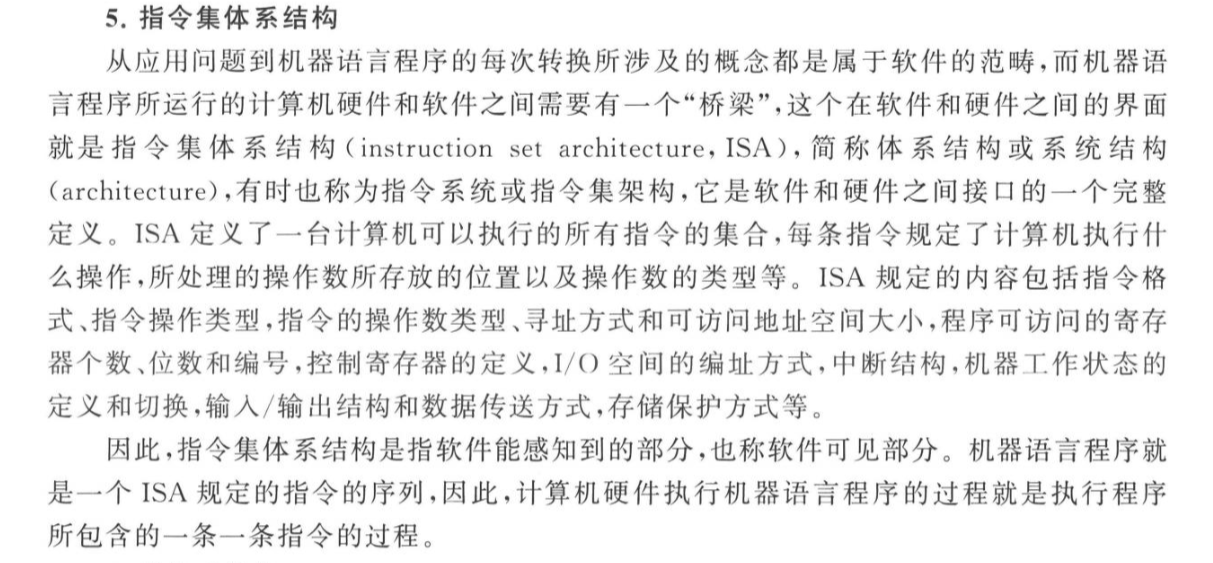 5. 指令集体系结构
从应用问题到机器语言程序的每次转换所涉及的概念都是属于软件的范畴,而机器语
言程序所运行的计算机硬件和软件之间需要有一个“桥梁”,这个在软件和硬件之间的界面
就是指令集体系结构(instruction set architecture, ISA),简称体系结构或系统结构
(architecture),有时也称为指令系统或指令集架构,它是软件和硬件之间接口的一个完整
定义。ISA 定义了一台计算机可以执行的所有指令的集合,每条指令规定了计算机执行什
么操作,所处理的操作数所存放的位置以及操作数的类型等。ISA 规定的内容包括指令格
式、指令操作类型,指令的操作数类型、寻址方式和可访问地址空间大小,程序可访问的寄存
器个数、位数和编号,控制寄存器的定义,I/O 空间的编址方式,中断结构,机器工作状态的
定义和切换,输入/输出结构和数据传送方式,存储保护方式等。
因此,指令集体系结构是指软件能感知到的部分,也称软件可见部分。机器语言程序就
是一个 ISA 规定的指令的序列,因此,计算机硬件执行机器语言程序的过程就是执行程序
所包含的一条一条指令的过程。